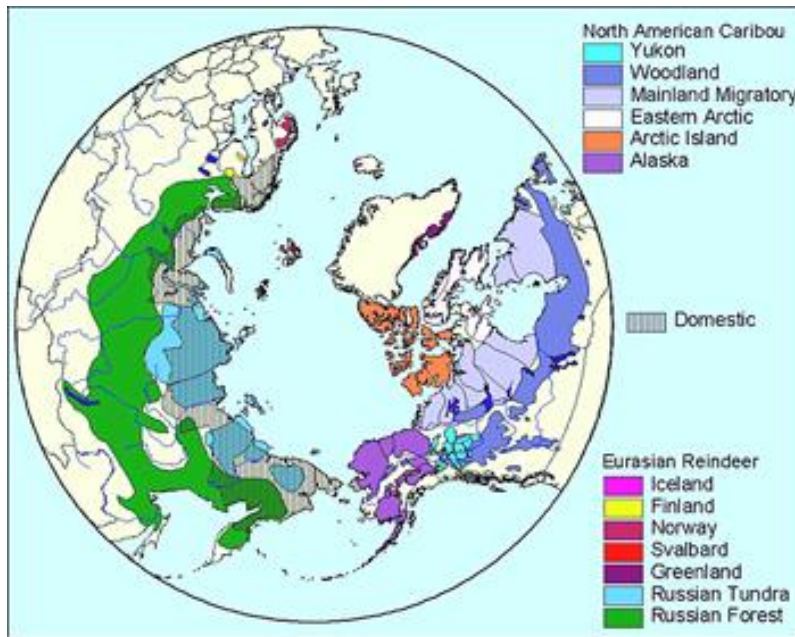 North American Caribou
Yukon
Woodland
Mainland Migratory
Eastern Arctic
Arctic Island
Alaska
Domestic
Eurasian Reindeer
Iceland
Finland
Norway
Svalbard
Greenland
Russian Tundra
Russian Forest